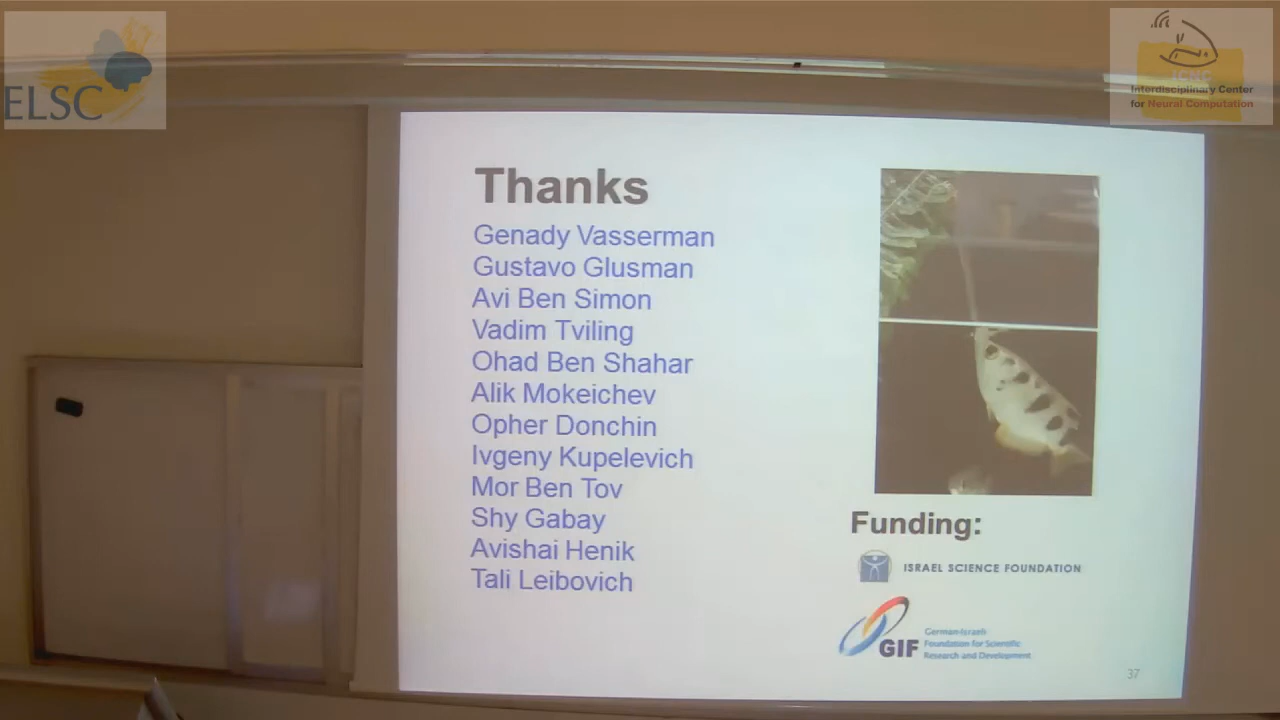 ELSC
ICNC
Interdisciplinary Center
for Neural Computation
Thanks
Genady Vasserman
Gustavo Glusman
Avi Ben Simon
Vadim Tviling
Ohad Ben Shahar
Alik Mokeichev
Opher Donchin
Ivgeny Kupelevich
Mor Ben Tov
Shy Gabay
Avishai Henik
Tali Leibovich
Funding:
ISRAEL SCIENCE FOUNDATION
GIF
German-Israeli
Foundation for Scientific
Research and Development
37